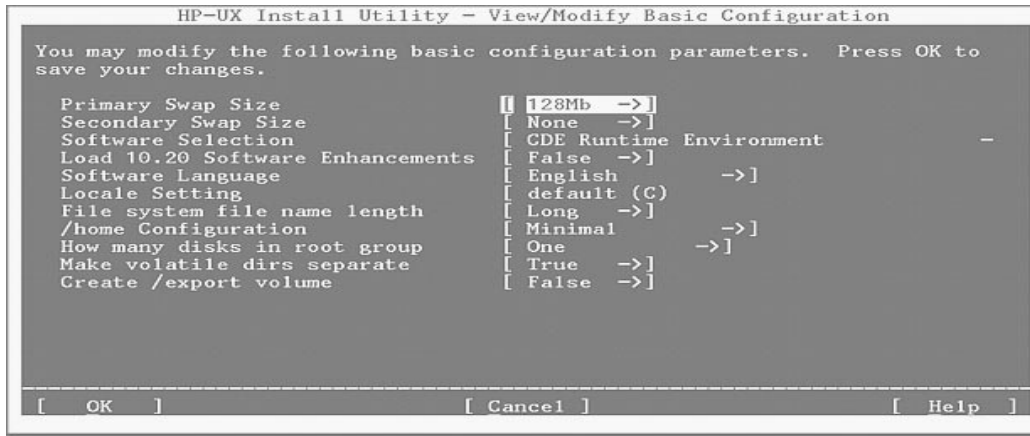 HP-UX Install Utility - View/Modify Basic Configuration
You may modify the following basic configuration parameters. Press OK to
save your changes.
Primary Swap Size [ 128Mb ->]
Secondary Swap Size [ None ->]
Software Selection [ CDE Runtime Environment -
Load 10.20 Software Enhancements [ False ->]
Software Language [ English ->]
Locale Setting [ default (C)
File system file name length [ Long ->]
/home Configuration [ Minimal ->]
How many disks in root group [ One ->]
Make volatile dirs separate [ True ->]
Create /export volume [ False ->]
[ OK ] [ Cancel ] [ Help ]